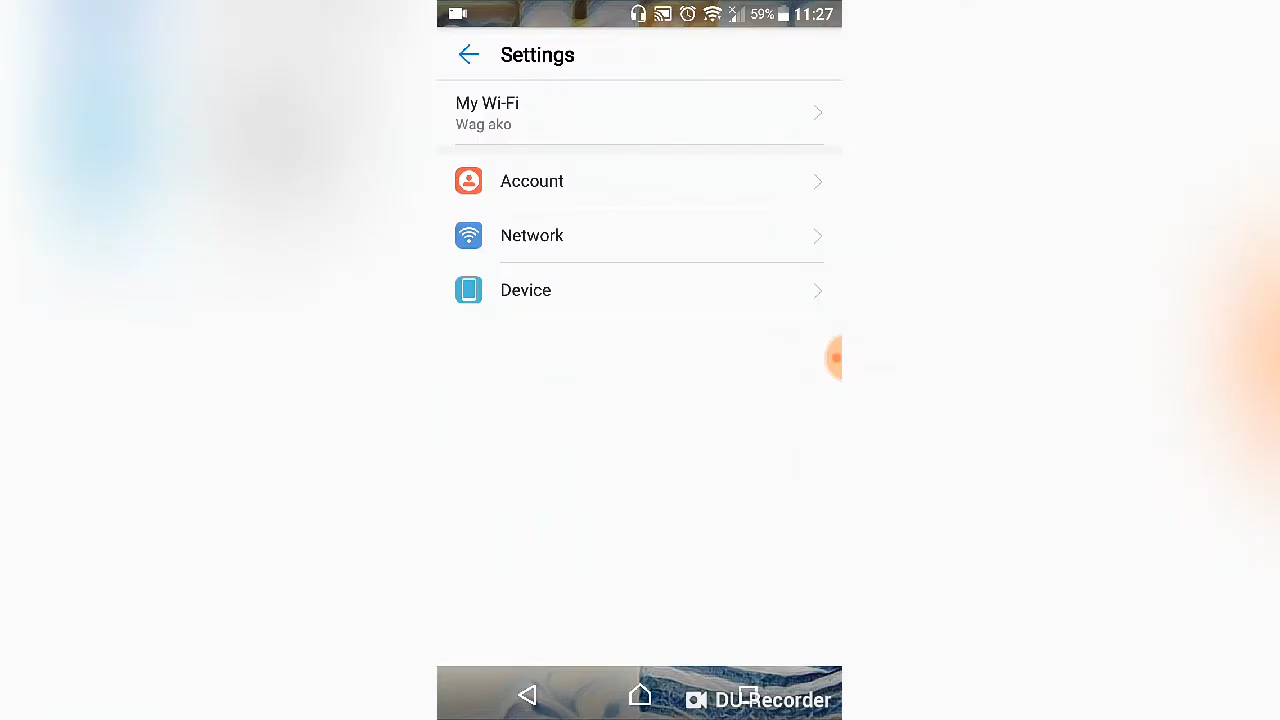 59% 11:27
Settings
My Wi-Fi
Wag ako
Account
Network
Device
DU Recorder